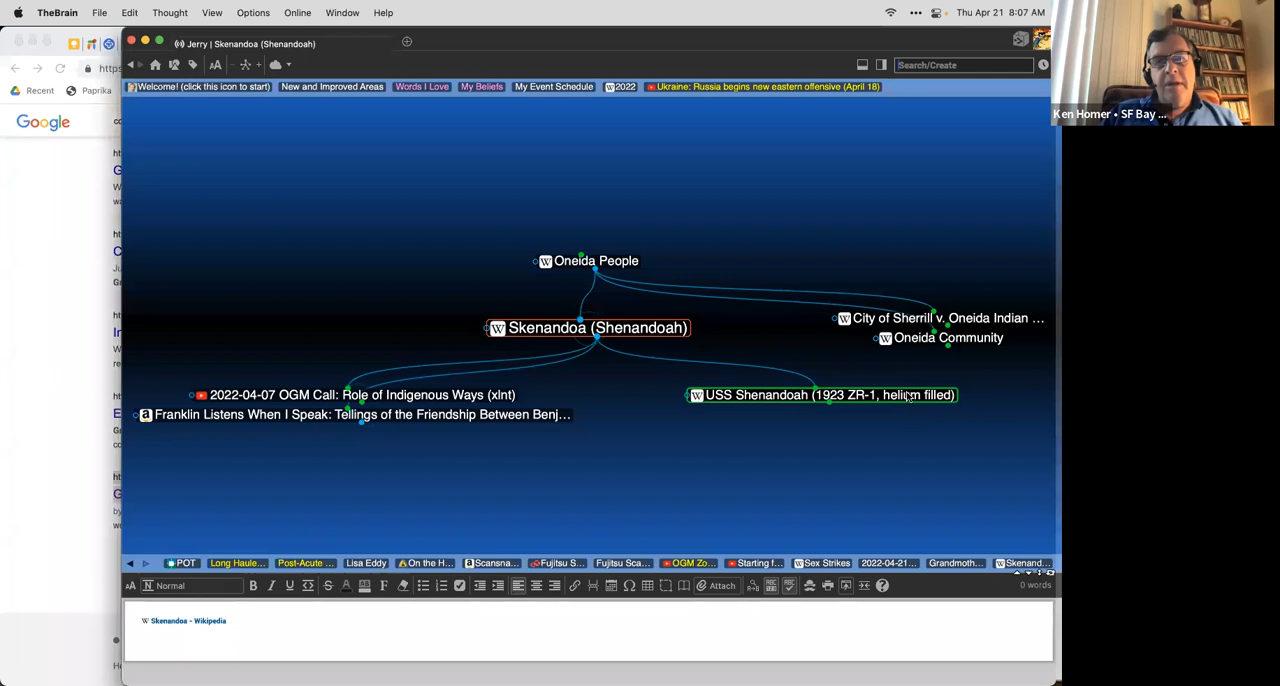 TheBrain File Edit Thought View Options Online Window Help Thu Apr 21 8:07 AM
Jerry | Skenandoa (Shenandoah)
https
AA
Search/Create
Recent Paprika
Welcome! (click this icon to start) New and Improved Areas Words I Love My Beliefs My Event Schedule W 2022 Ukraine: Russia begins new eastern offensive (April 18)
Ken Homer • SF Bay ...
Google
W Oneida People
W City of Sherrill v. Oneida Indian ...
W Skenandoa (Shenandoah)
W Oneida Community
2022-04-07 OGM Call: Role of Indigenous Ways (xlnt)
W USS Shenandoah (1923 ZR-1, helium filled)
a Franklin Listens When I Speak: Tellings of the Friendship Between Benj...
POT Long Haule... Post-Acute ... Lisa Eddy On the H... Scansna... Fujitsu S... Fujitsu Sca... OGM Zo... Starting f... W Sex Strikes 2022-04-21... Grandmoth... W Skenand...
AA N Normal B I U S A F Ω Attach
0 words
W Skenandoa - Wikipedia